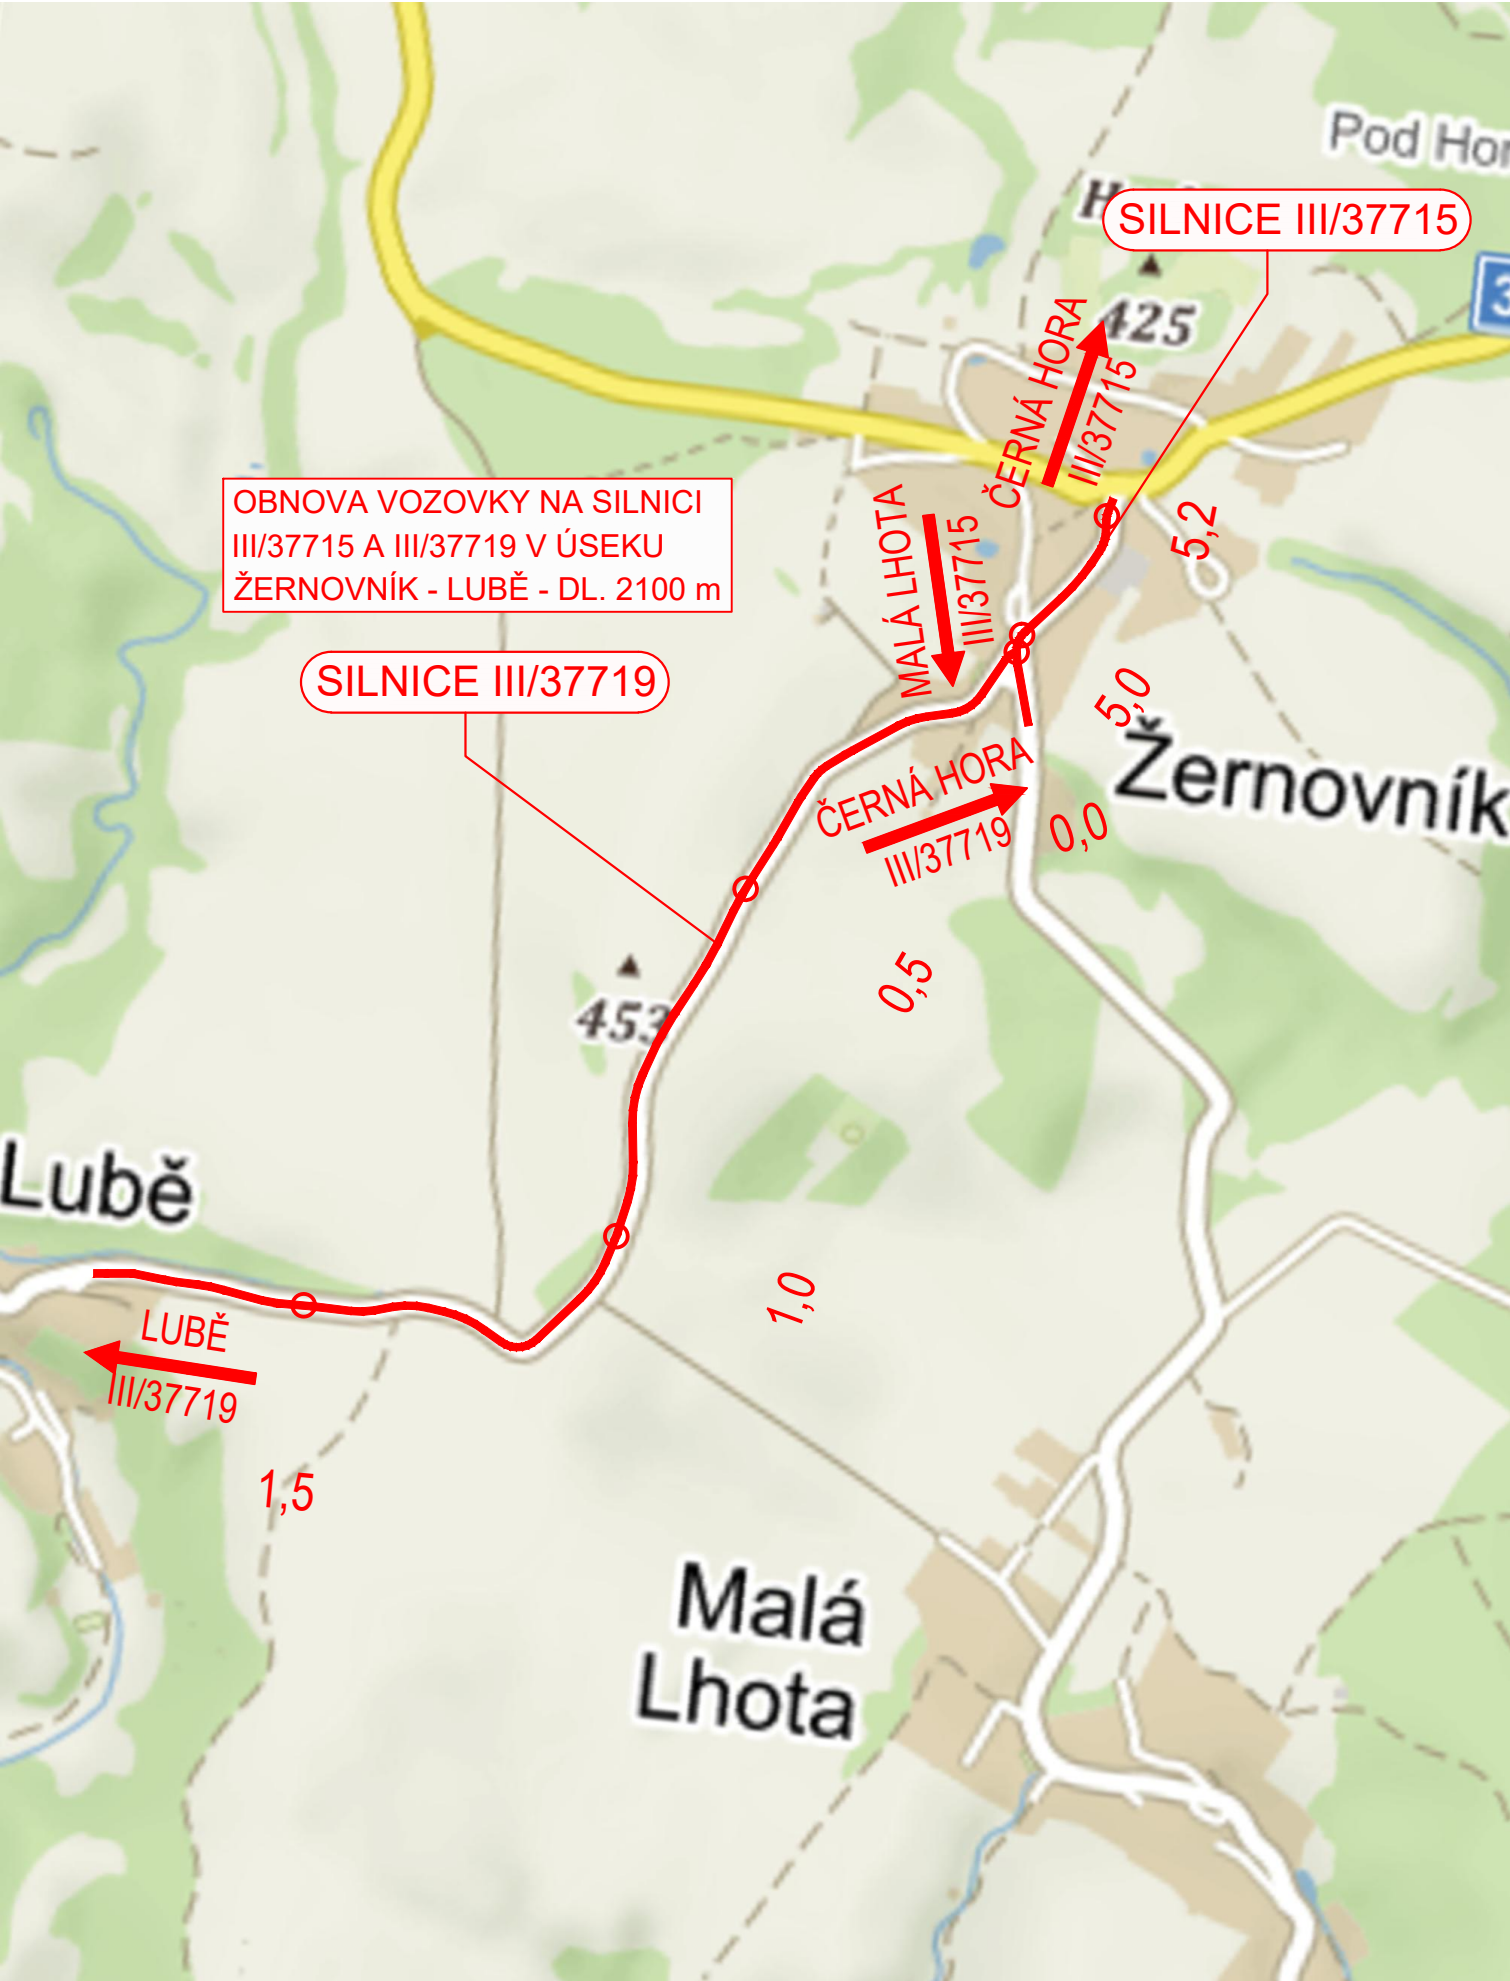 Pod Hor
SILNICE III/37715
3
425
ČERNÁ HORA
III/37715
OBNOVA VOZOVKY NA SILNICI
III/37715 A III/37719 V ÚSEKU
ŽERNOVNÍK - LUBĚ - DL. 2100 m
MALÁ LHOTA
III/37715
5,2
SILNICE III/37719
5,0
Žernovník
ČERNÁ HORA
III/37719
0,0
0,5
453
Lubě
1,0
LUBĚ
III/37719
1,5
Malá
Lhota